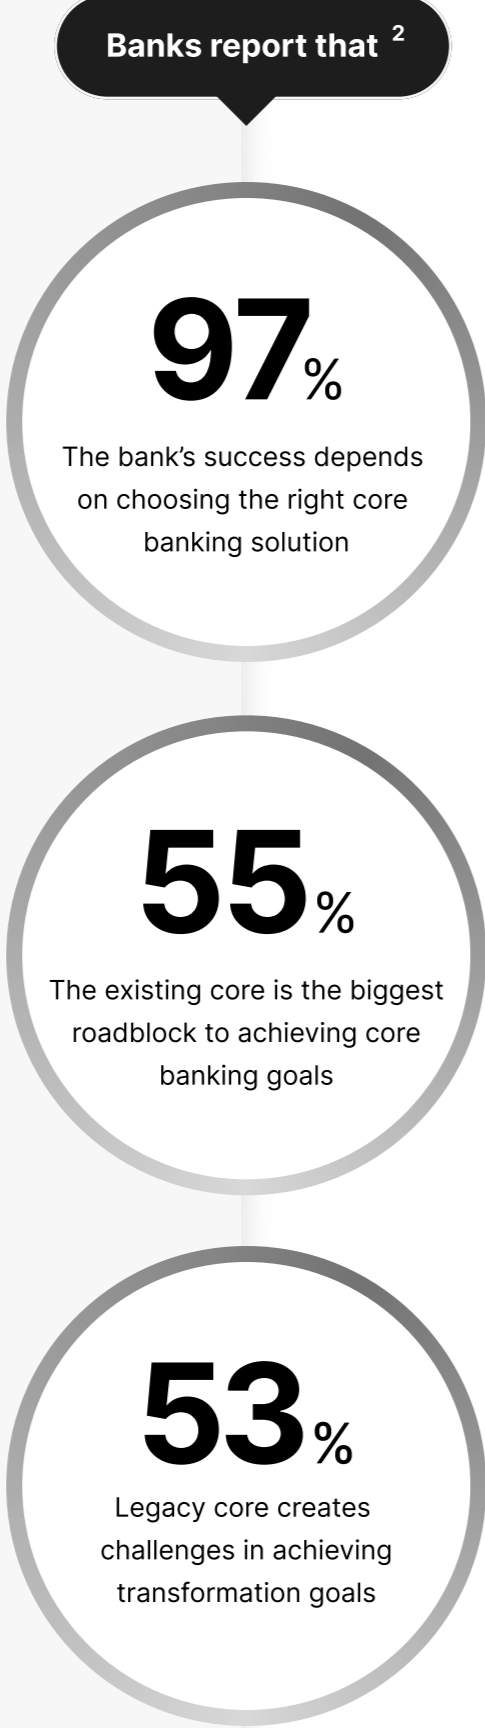 Banks report that 2
97%
The bank’s success depends
on choosing the right core
banking solution
55%
The existing core is the biggest
roadblock to achieving core
banking goals
53%
Legacy core creates
challenges in achieving
transformation goals